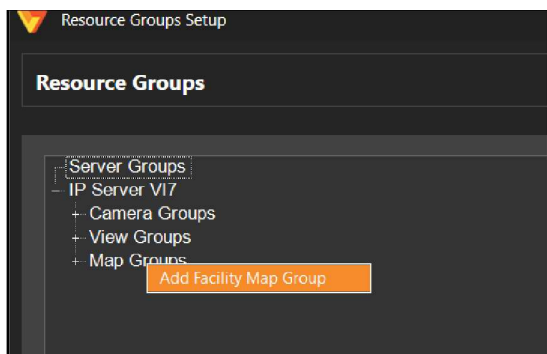 Resource Groups Setup
Resource Groups
Server Groups
IP Server VI7
Camera Groups
View Groups
Map Groups
Add Facility Map Group